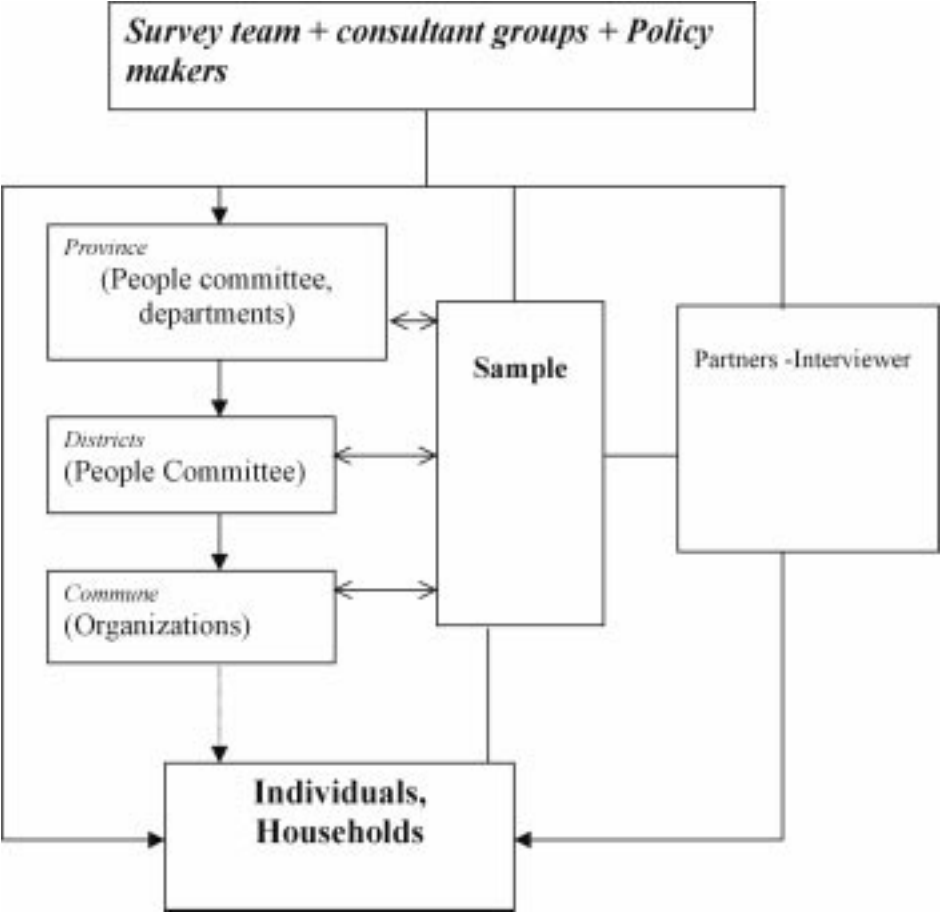 Survey team + consultant groups + Policy
makers
Province
(People committee,
departments)
Sample
Partners -Interviewer
Districts
(People Committee)
Commune
(Organizations)
Individuals,
Households